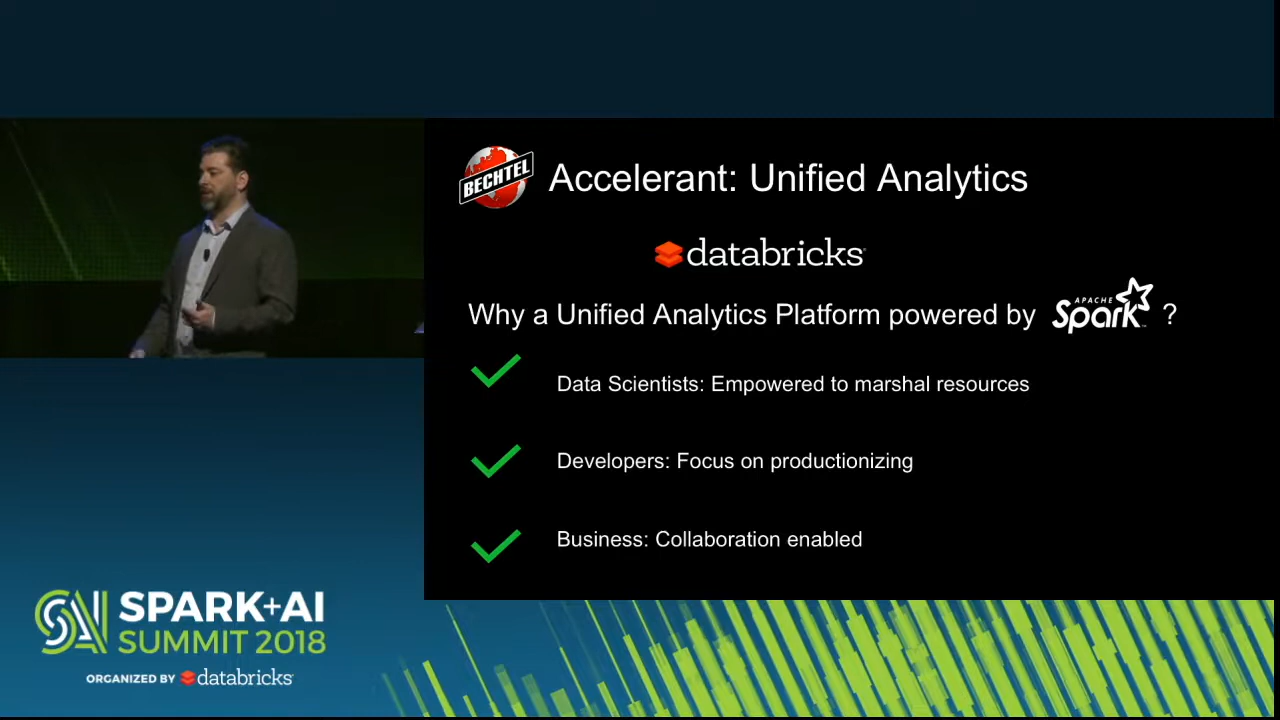 BECHTEL
Accelerant: Unified Analytics
databricks
Why a Unified Analytics Platform powered by APACHE Spark ?
Data Scientists: Empowered to marshal resources
Developers: Focus on productionizing
Business: Collaboration enabled
SAI SPARK+AI
SUMMIT 2018
ORGANIZED BY databricks